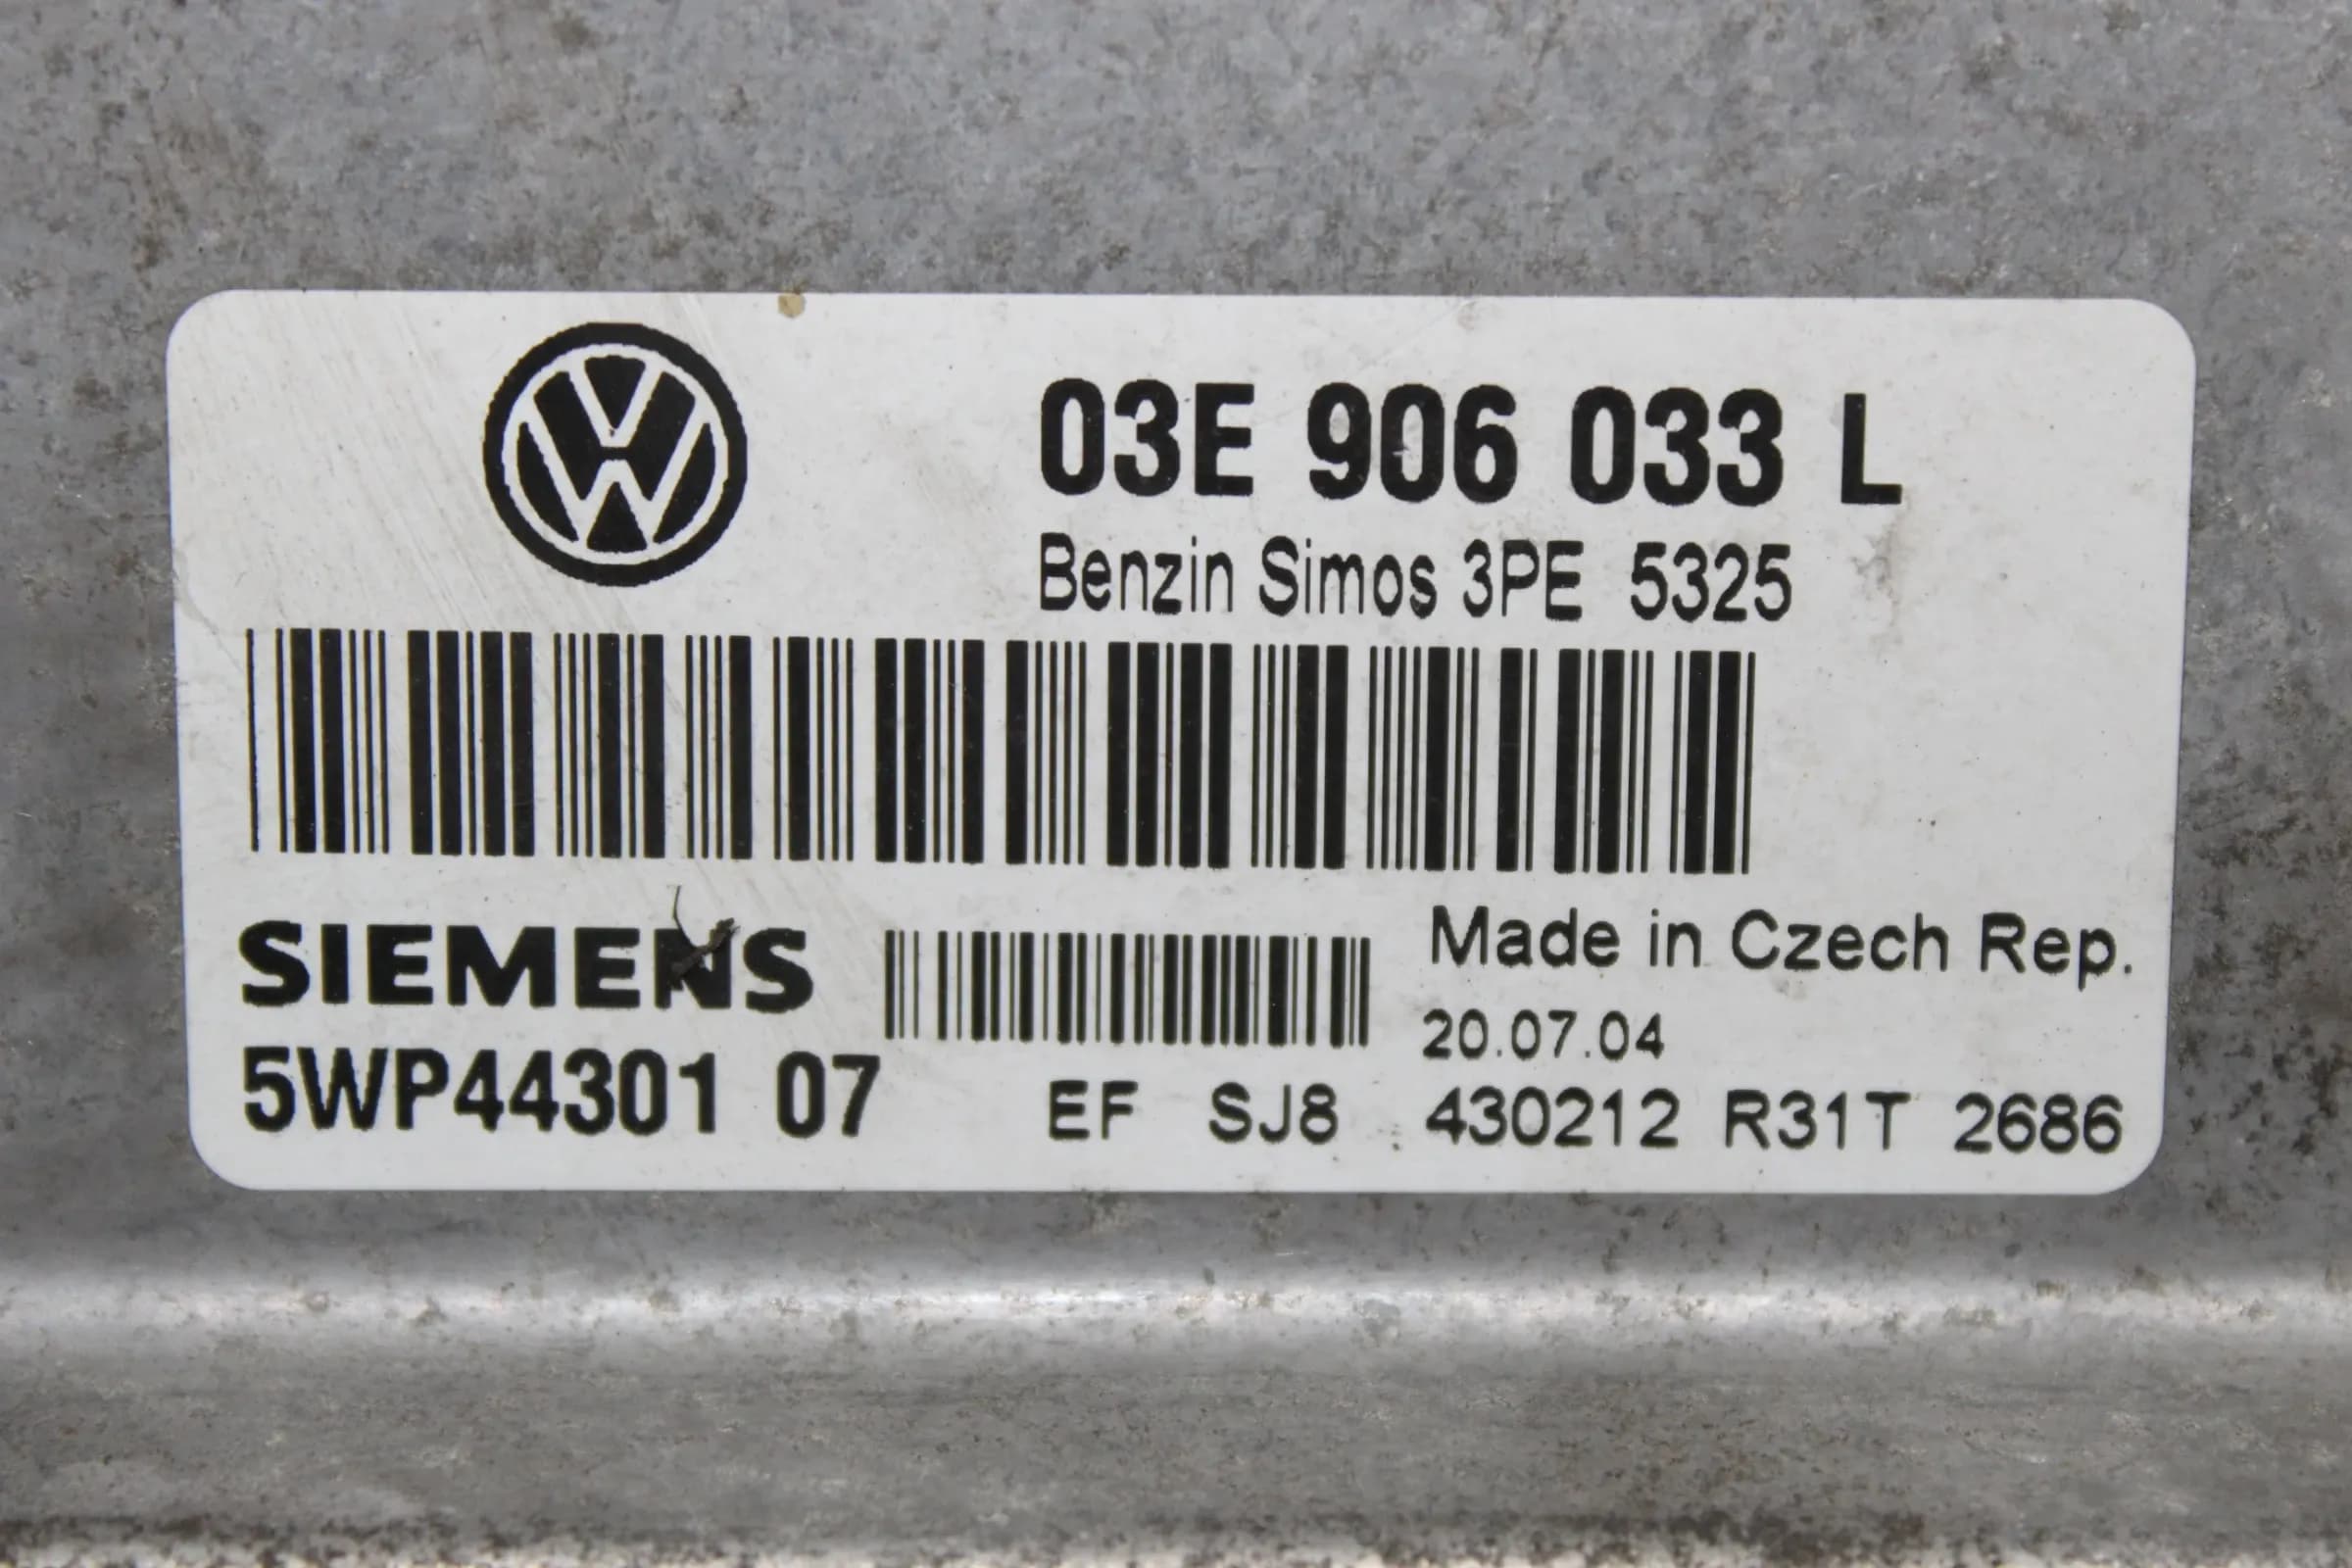 03E 906 033 L
Benzin Simos 3PE 5325
SIEMENS
Made in Czech Rep.
20.07.04
5WP44301 07 EF SJ8 430212 R31T 2686